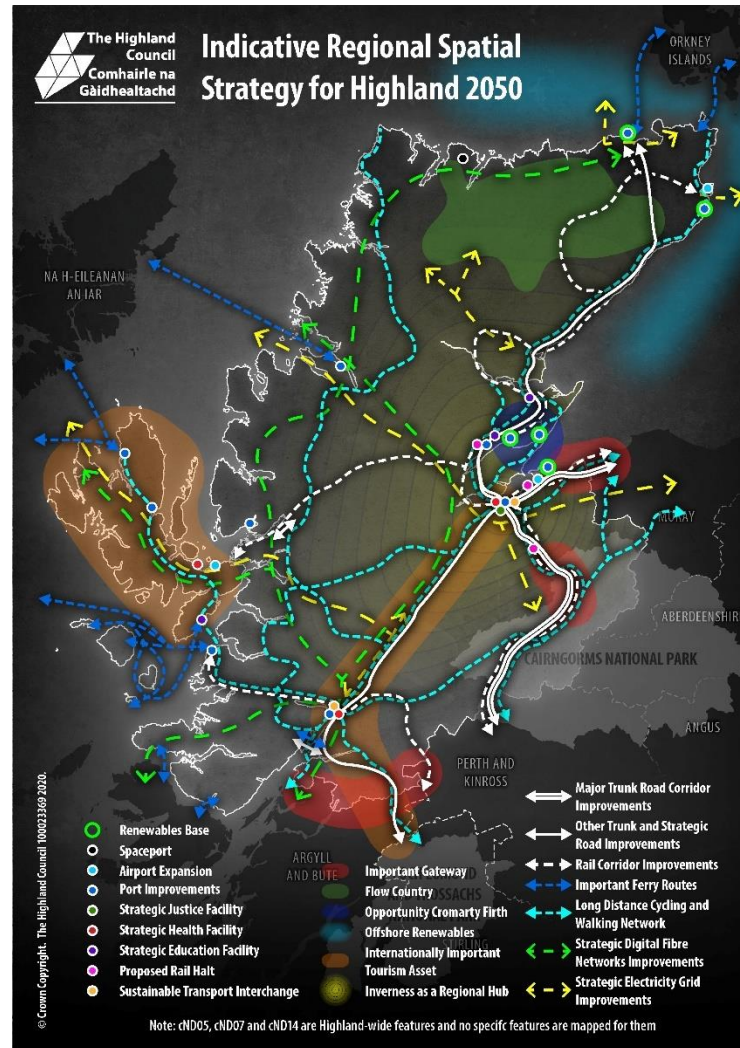 The Highland
Council
Comhairle na
Gàidhealtachd
Indicative Regional Spatial
Strategy for Highland 2050
ORKNEY
ISLANDS
NA H-EILEANAN
AN IAR
MORAY
ABERDEENSHIRE
CAIRNGORMS NATIONAL PARK
ANGUS
PERTH AND
KINROSS
ARGYLL
AND BUTE
STIRLING
Renewables Base
Spaceport
Airport Expansion
Port Improvements
Strategic Justice Facility
Strategic Health Facility
Strategic Education Facility
Proposed Rail Halt
Sustainable Transport Interchange
Important Gateway
Flow Country
Opportunity Cromarty Firth
Offshore Renewables
Internationally Important
Tourism Asset
Inverness as a Regional Hub
Major Trunk Road Corridor
Improvements
Other Trunk and Strategic
Road Improvements
Rail Corridor Improvements
Important Ferry Routes
Long Distance Cycling and
Walking Network
Strategic Digital Fibre
Networks Improvements
Strategic Electricity Grid
Improvements
Note: cND05, cND07 and cND14 are Highland-wide features and no specifc features are mapped for them
© Crown Copyright. The Highland Council 100023369 2020.